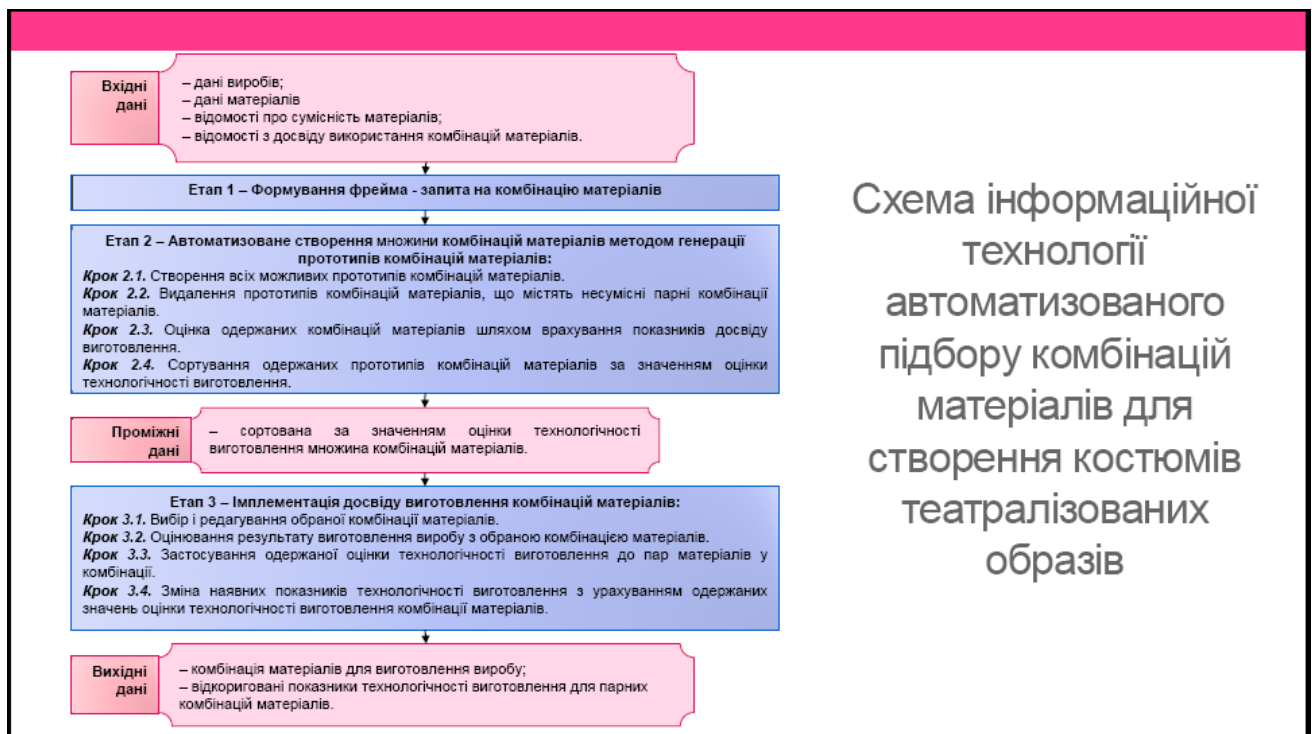 Вхідні
дані
– дані виробів;
– дані матеріалів
– відомості про сумісність матеріалів;
– відомості з досвіду використання комбінацій матеріалів.
Етап 1 – Формування фрейма - запита на комбінацію матеріалів
Етап 2 – Автоматизоване створення множини комбінацій матеріалів методом генерації
прототипів комбінацій матеріалів:
Крок 2.1. Створення всіх можливих прототипів комбінацій матеріалів.
Крок 2.2. Видалення прототипів комбінацій матеріалів, що містять несумісні парні комбінації
матеріалів.
Крок 2.3. Оцінка одержаних комбінацій матеріалів шляхом врахування показників досвіду
виготовлення.
Крок 2.4. Сортування одержаних прототипів комбінацій матеріалів за значенням оцінки
технологічності виготовлення.
Проміжні
дані
– сортована за значенням оцінки технологічності
виготовлення множина комбінацій матеріалів.
Етап 3 – Імплементація досвіду виготовлення комбінацій матеріалів:
Крок 3.1. Вибір і редагування обраної комбінації матеріалів.
Крок 3.2. Оцінювання результату виготовлення виробу з обраною комбінацією матеріалів.
Крок 3.3. Застосування одержаної оцінки технологічності виготовлення до пар матеріалів у
комбінації.
Крок 3.4. Зміна наявних показників технологічності виготовлення з урахуванням одержаних
значень оцінки технологічності виготовлення комбінації матеріалів.
Вихідні
дані
– комбінація матеріалів для виготовлення виробу;
– відкориговані показники технологічності виготовлення для парних
комбінацій матеріалів.
Схема інформаційної
технології
автоматизованого
підбору комбінацій
матеріалів для
створення костюмів
театралізованих
образів